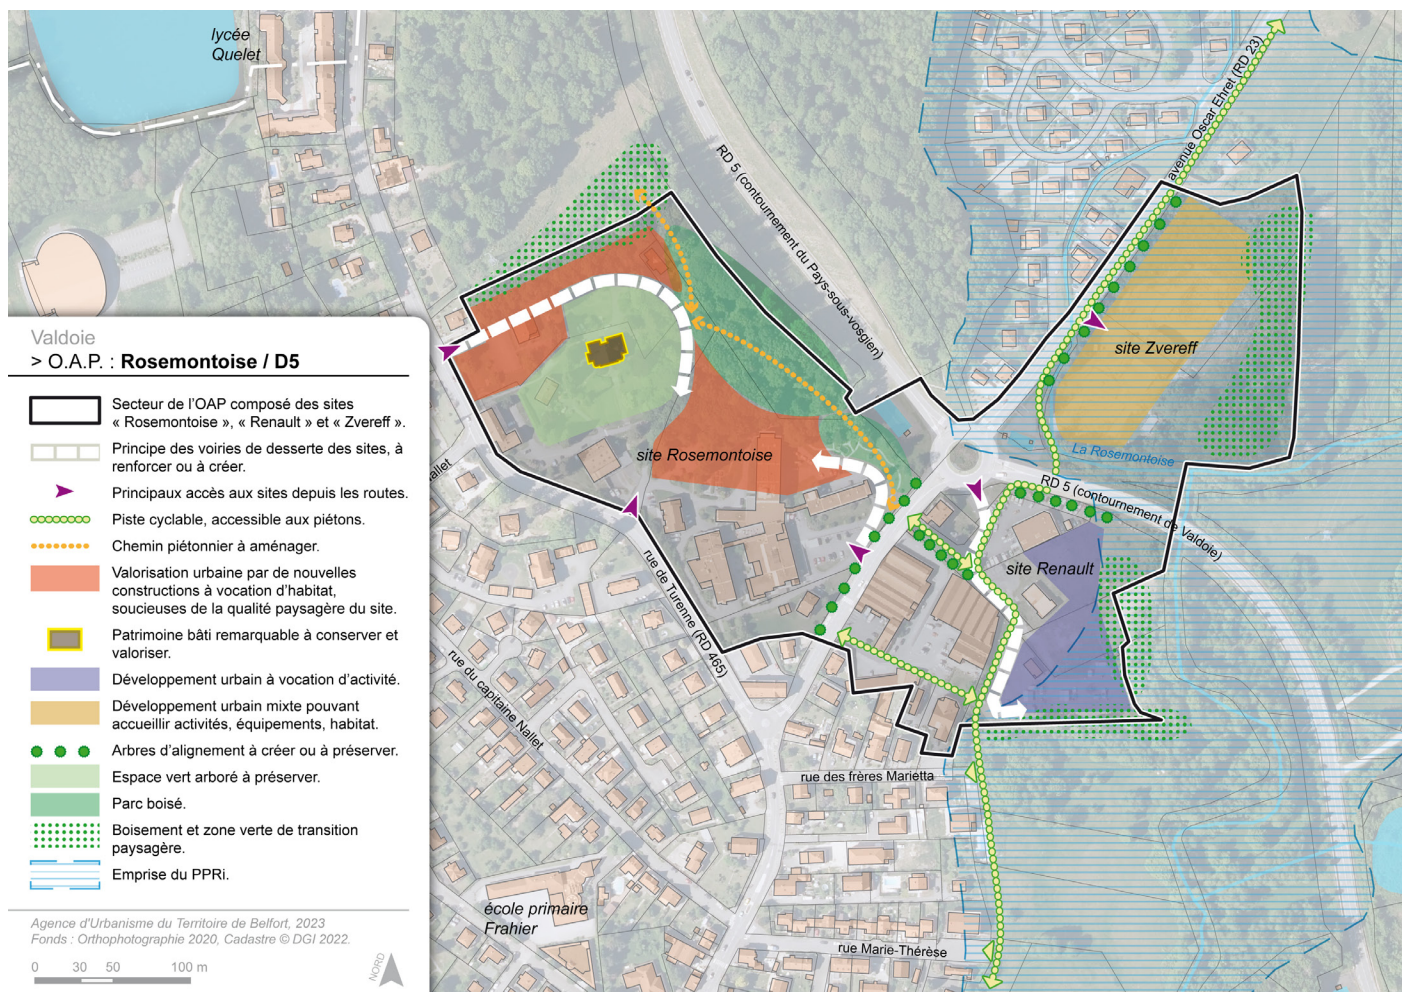 lycée
Quelet
RD 5 (contournement du Pays-sous-vosgien)
avenue Oscar Ehret (RD 23)
site Zvereff
La Rosemontoise
RD 5 (contournement de Valdoie)
site Rosemontoise
site Renault
rue de Turenne (RD 465)
rue du capitaine Nallet
rue des frères Marietta
école primaire
Frahier
rue Marie-Thérèse
Valdoie
> O.A.P. : Rosemontoise / D5
Secteur de l'OAP composé des sites
« Rosemontoise », « Renault » et « Zvereff ».
Principe des voiries de desserte des sites, à
renforcer ou à créer.
Principaux accès aux sites depuis les routes.
Piste cyclable, accessible aux piétons.
Chemin piétonnier à aménager.
Valorisation urbaine par de nouvelles
constructions à vocation d'habitat,
soucieuses de la qualité paysagère du site.
Patrimoine bâti remarquable à conserver et
valoriser.
Développement urbain à vocation d'activité.
Développement urbain mixte pouvant
accueillir activités, équipements, habitat.
Arbres d'alignement à créer ou à préserver.
Espace vert arboré à préserver.
Parc boisé.
Boisement et zone verte de transition
paysagère.
Emprise du PPRi.
Agence d'Urbanisme du Territoire de Belfort, 2023
Fonds : Orthophotographie 2020, Cadastre © DGI 2022.
0 30 50 100 m
NORD